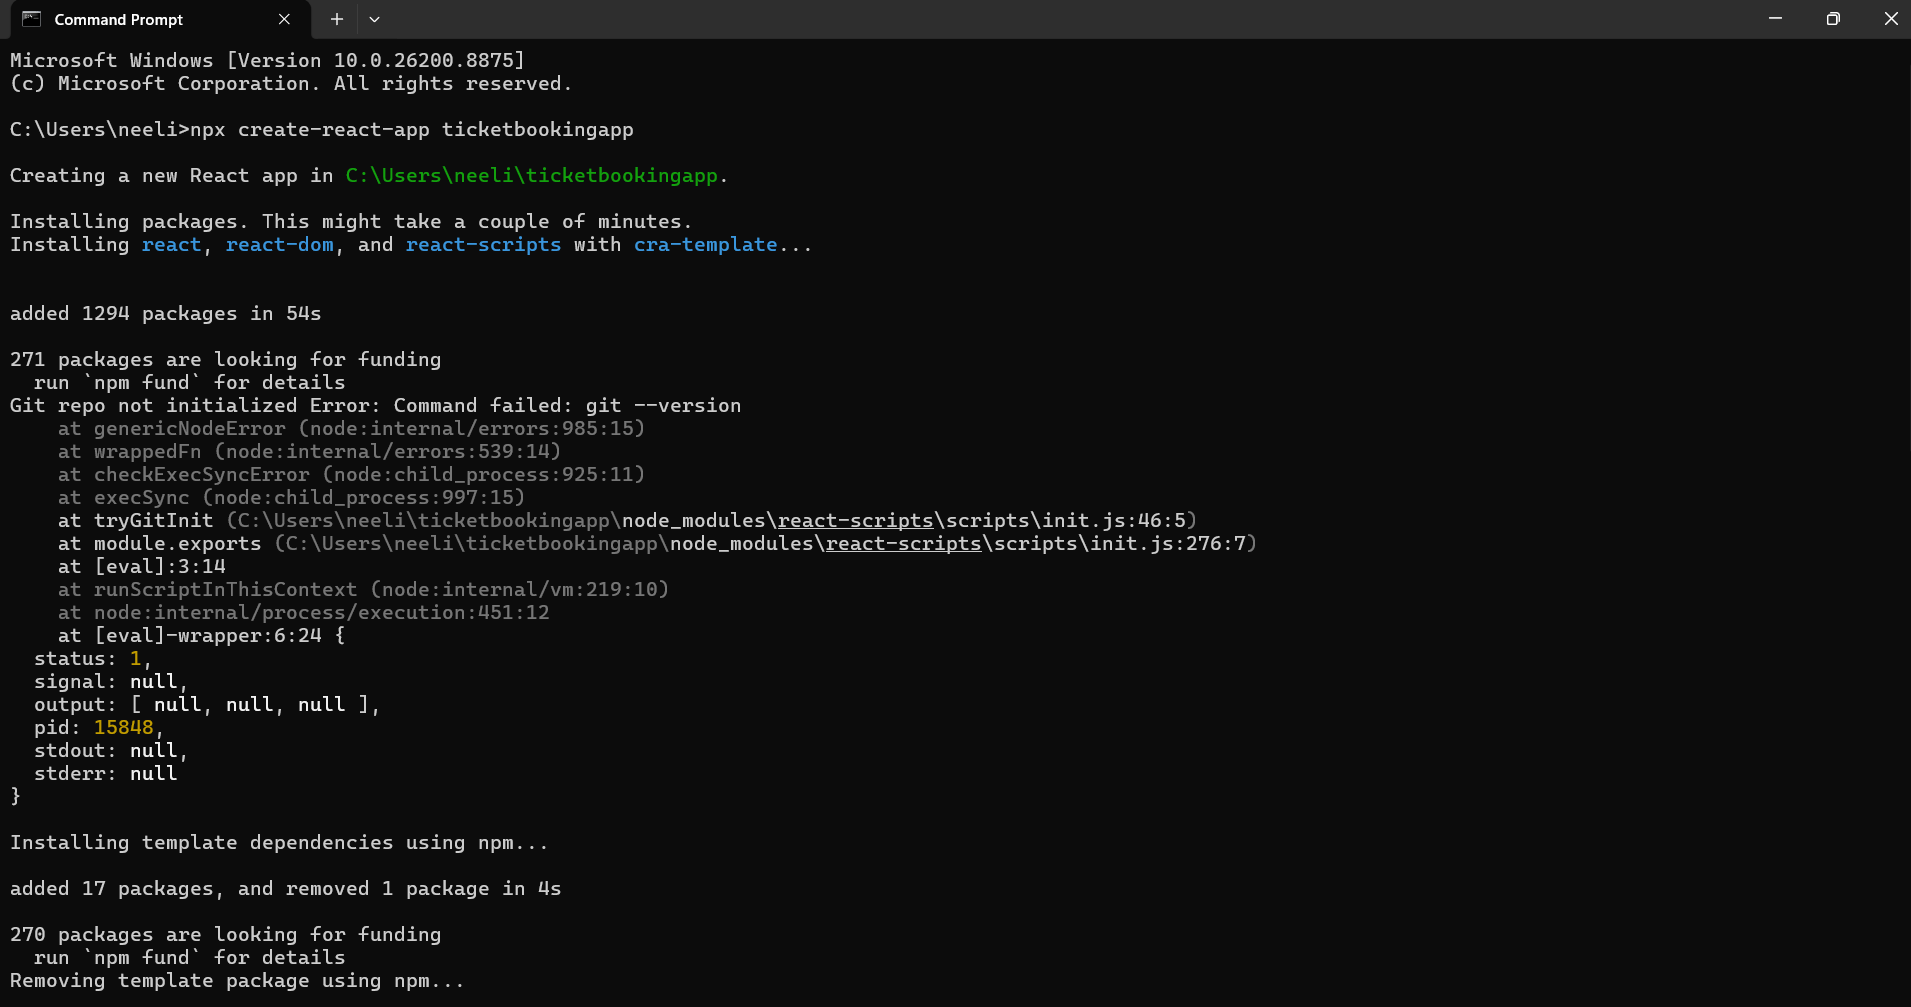 Command Prompt
Microsoft Windows [Version 10.0.26200.8875]
(c) Microsoft Corporation. All rights reserved.
C:\Users\neeli>npx create-react-app ticketbookingapp
Creating a new React app in C:\Users\neeli\ticketbookingapp.
Installing packages. This might take a couple of minutes.
Installing react, react-dom, and react-scripts with cra-template...
added 1294 packages in 54s
271 packages are looking for funding
  run `npm fund` for details
Git repo not initialized Error: Command failed: git --version
    at genericNodeError (node:internal/errors:985:15)
    at wrappedFn (node:internal/errors:539:14)
    at checkExecSyncError (node:child_process:925:11)
    at execSync (node:child_process:997:15)
    at tryGitInit (C:\Users\neeli\ticketbookingapp\node_modules\react-scripts\scripts\init.js:46:5)
    at module.exports (C:\Users\neeli\ticketbookingapp\node_modules\react-scripts\scripts\init.js:276:7)
    at [eval]:3:14
    at runScriptInThisContext (node:internal/vm:219:10)
    at node:internal/process/execution:451:12
    at [eval]-wrapper:6:24 {
  status: 1,
  signal: null,
  output: [ null, null, null ],
  pid: 15848,
  stdout: null,
  stderr: null
}
Installing template dependencies using npm...
added 17 packages, and removed 1 package in 4s
270 packages are looking for funding
  run `npm fund` for details
Removing template package using npm...